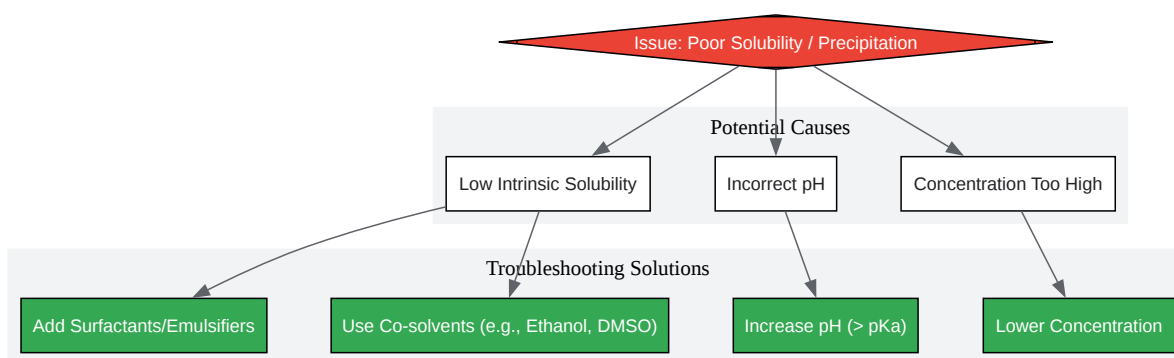 Issue: Poor Solubility / Precipitation
Potential Causes
Low Intrinsic Solubility
Incorrect pH
Concentration Too High
Troubleshooting Solutions
Add Surfactants/Emulsifiers
Use Co-solvents (e.g., Ethanol, DMSO)
Increase pH (> pKa)
Lower Concentration